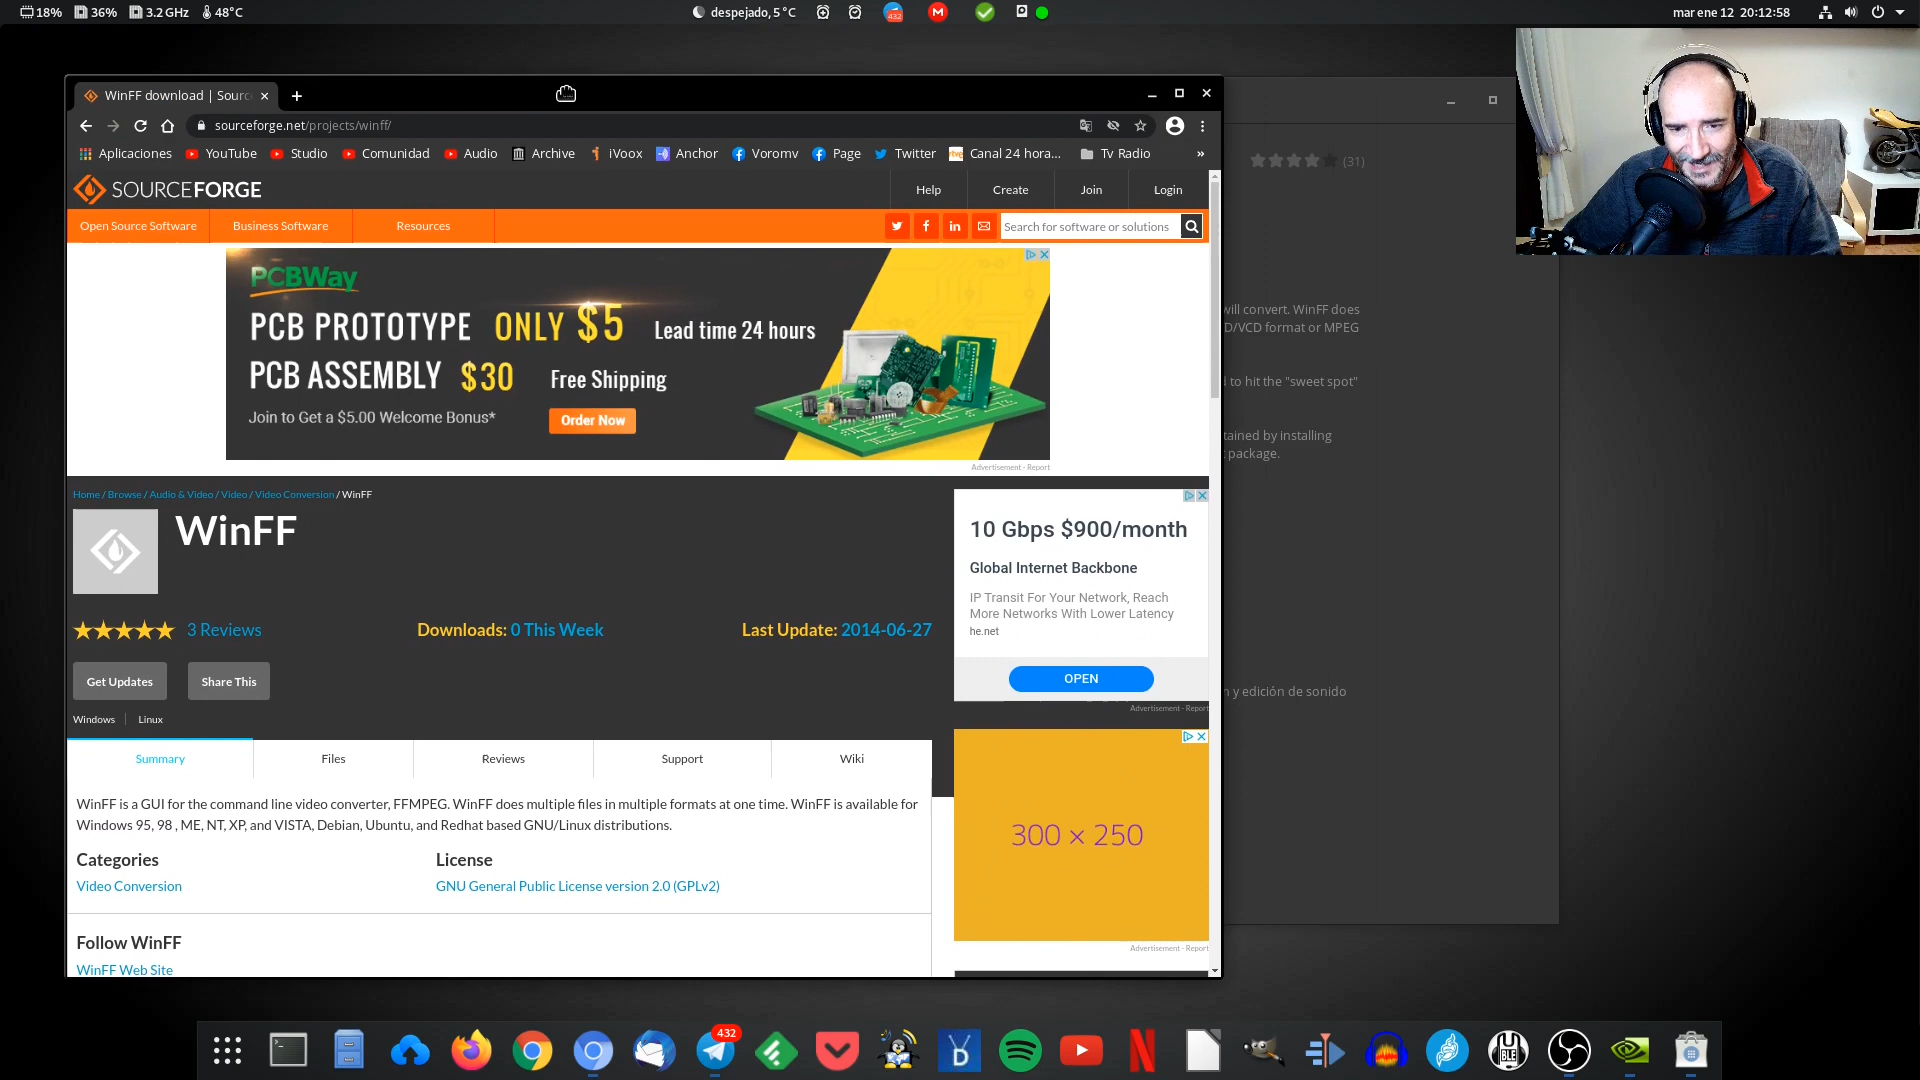 18% 36% 3.2 GHz 48°C
despejado, 5 °C
432
mar ene 12 20:12:58
WinFF download | Sourc
sourceforge.net/projects/winff/
Aplicaciones YouTube Studio Comunidad Audio Archive iVoox Anchor Voromv Page Twitter Canal 24 hora... Tv Radio »
SOURCEFORGE
Help Create Join Login
Open Source Software Business Software Resources
Search for software or solutions
PCBWay
PCB PROTOTYPE ONLY $5 Lead time 24 hours
PCB ASSEMBLY $30 Free Shipping
Join to Get a $5.00 Welcome Bonus*
Order Now
Advertisement - Report
Home / Browse / Audio & Video / Video / Video Conversion / WinFF
WinFF
3 Reviews
Downloads: 0 This Week
Last Update: 2014-06-27
Get Updates Share This
Windows Linux
Summary Files Reviews Support Wiki
WinFF is a GUI for the command line video converter, FFMPEG. WinFF does multiple files in multiple formats at one time. WinFF is available for
Windows 95, 98 , ME, NT, XP, and VISTA, Debian, Ubuntu, and Redhat based GNU/Linux distributions.
Categories License
Video Conversion GNU General Public License version 2.0 (GPLv2)
Follow WinFF
WinFF Web Site
10 Gbps $900/month
Global Internet Backbone
IP Transit For Your Network, Reach
More Networks With Lower Latency
he.net
OPEN
Advertisement - Report
300 × 250
Advertisement - Report
(31)
will convert. WinFF does
D/VCD format or MPEG
to hit the "sweet spot"
tained by installing
package.
n y edición de sonido
432
BLE